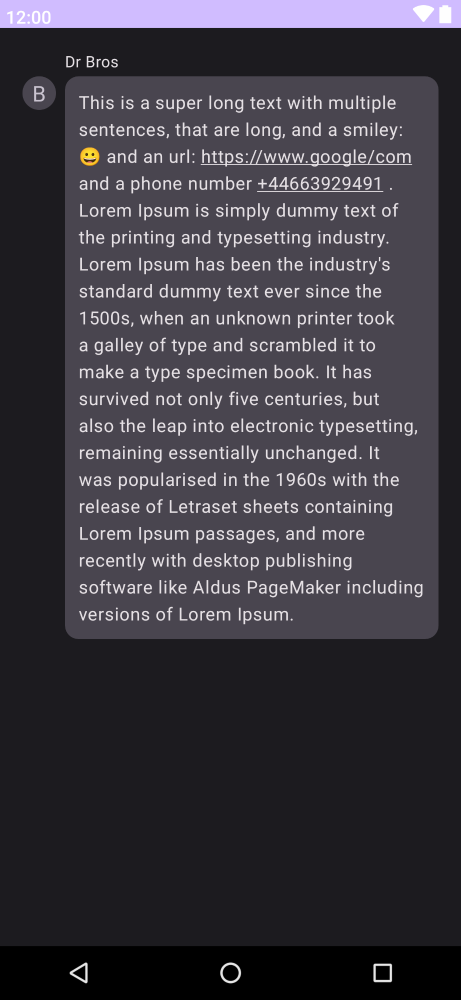 12:00
Dr Bros
B
This is a super long text with multiple
sentences, that are long, and a smiley:
😀 and an url: https://www.google/com
and a phone number +44663929491 .
Lorem Ipsum is simply dummy text of
the printing and typesetting industry.
Lorem Ipsum has been the industry's
standard dummy text ever since the
1500s, when an unknown printer took
a galley of type and scrambled it to
make a type specimen book. It has
survived not only five centuries, but
also the leap into electronic typesetting,
remaining essentially unchanged. It
was popularised in the 1960s with the
release of Letraset sheets containing
Lorem Ipsum passages, and more
recently with desktop publishing
software like Aldus PageMaker including
versions of Lorem Ipsum.